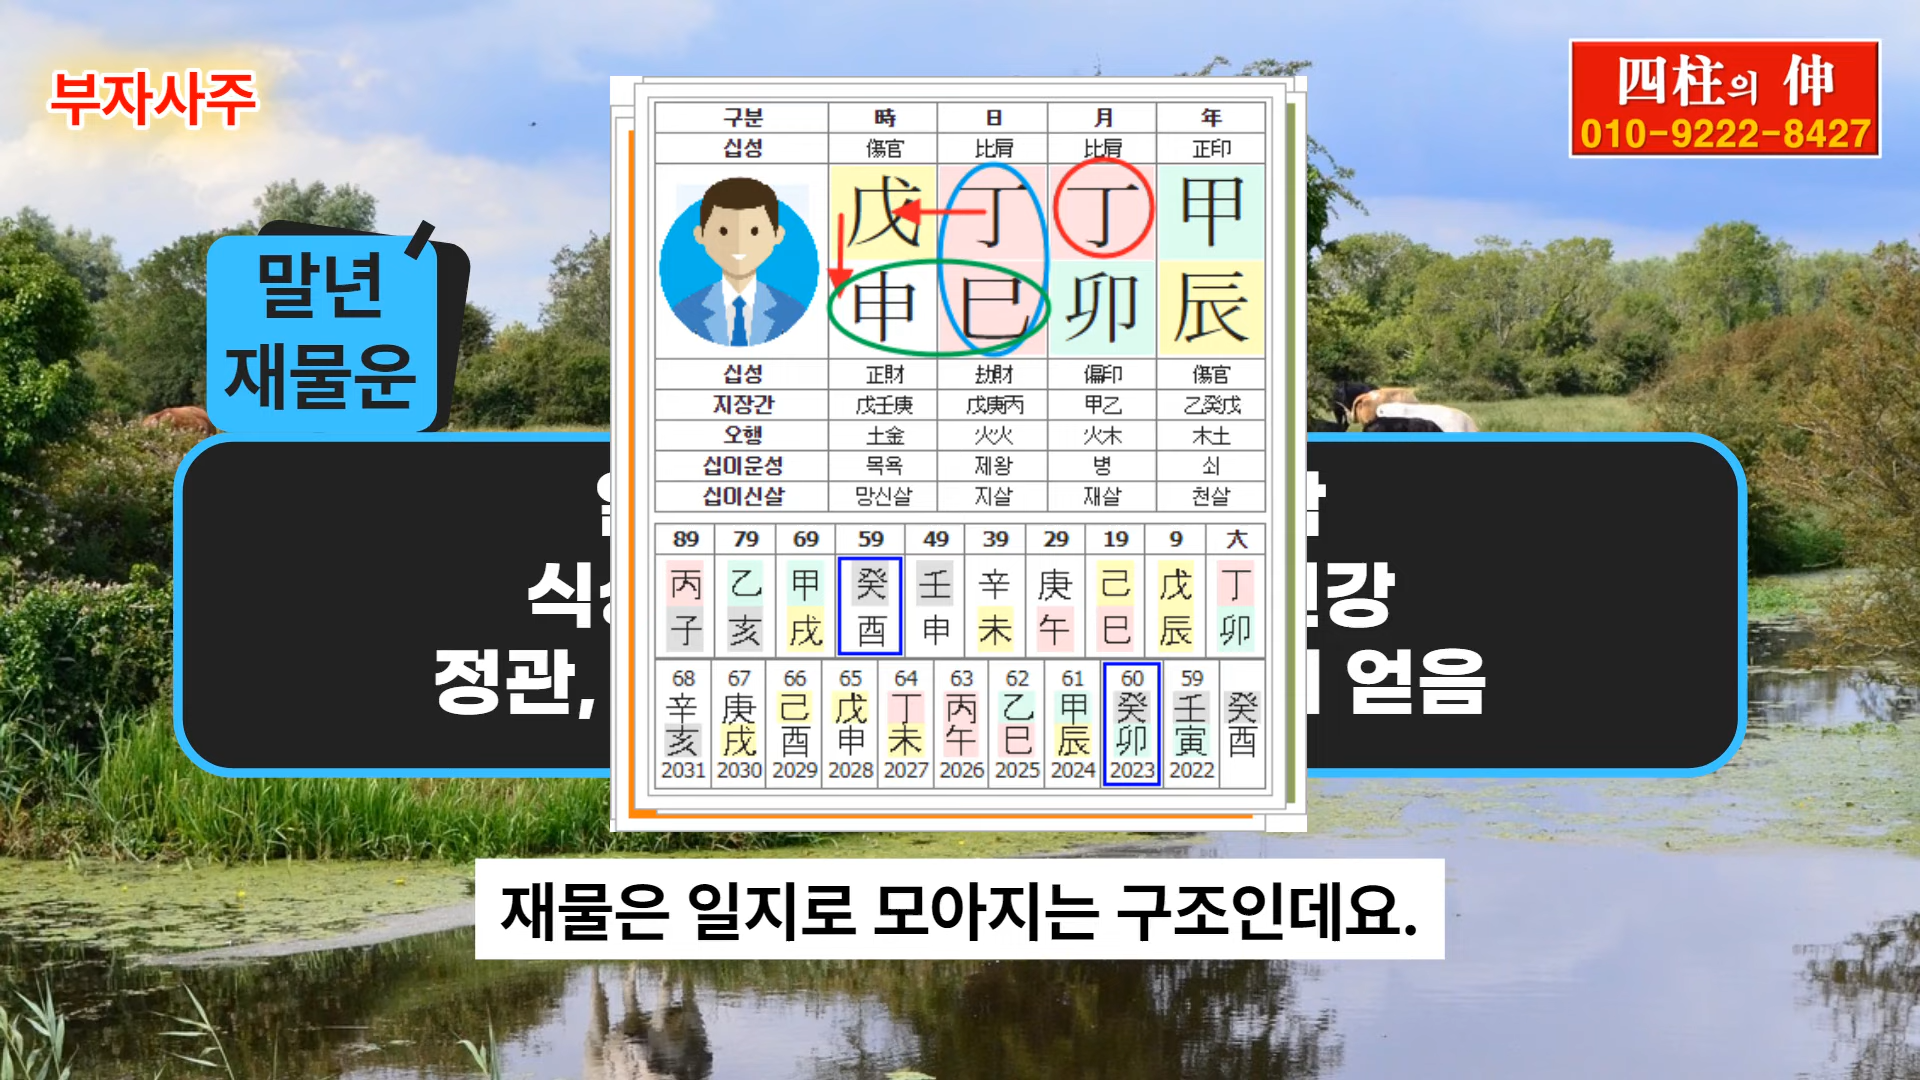 부자사주
四柱의 伸
010-9222-8427
말년
재물운
구분 時 日 月 年
십성 傷官 比肩 比肩 正印
戊 丁 丁 甲
申 巳 卯 辰
십성 正財 劫財 偏印 傷官
지장간 戊壬庚 戊庚丙 甲乙 乙癸戊
오행 土金 火火 火木 木土
십이운성 목욕 제왕 병 쇠
십이신살 망신살 지살 재살 천살
89 79 69 59 49 39 29 19 9 大
丙 乙 甲 癸 壬 辛 庚 己 戊 丁
子 亥 戌 酉 申 未 午 巳 辰 卯
68 67 66 65 64 63 62 61 60 59
辛 庚 己 戊 丁 丙 乙 甲 癸 壬 癸
亥 戌 酉 申 未 午 巳 辰 卯 寅 酉
2031 2030 2029 2028 2027 2026 2025 2024 2023 2022
정관, 얻음
재물은 일지로 모아지는 구조인데요.